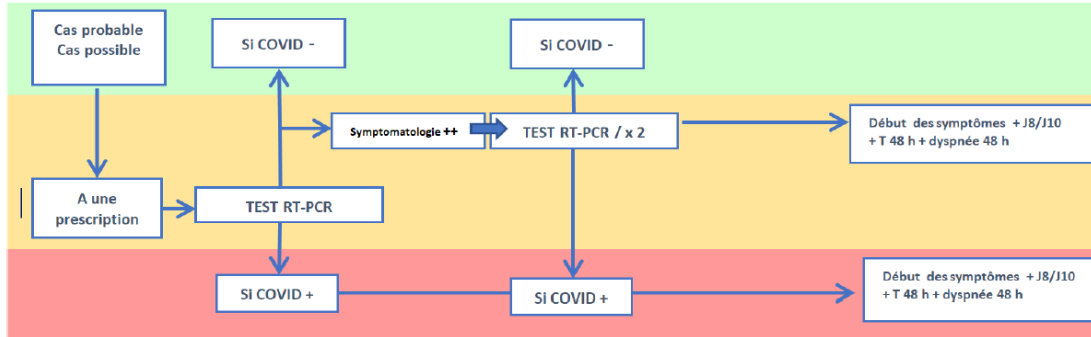 Cas probable
Cas possible
Si COVID -
Si COVID -
Symptomatologie ++
TEST RT-PCR / x 2
Début des symptômes + J8/J10
+ T 48 h + dyspnée 48 h
A une
prescription
TEST RT-PCR
Si COVID +
Si COVID +
Début des symptômes + J8/J10
+ T 48 h + dyspnée 48 h